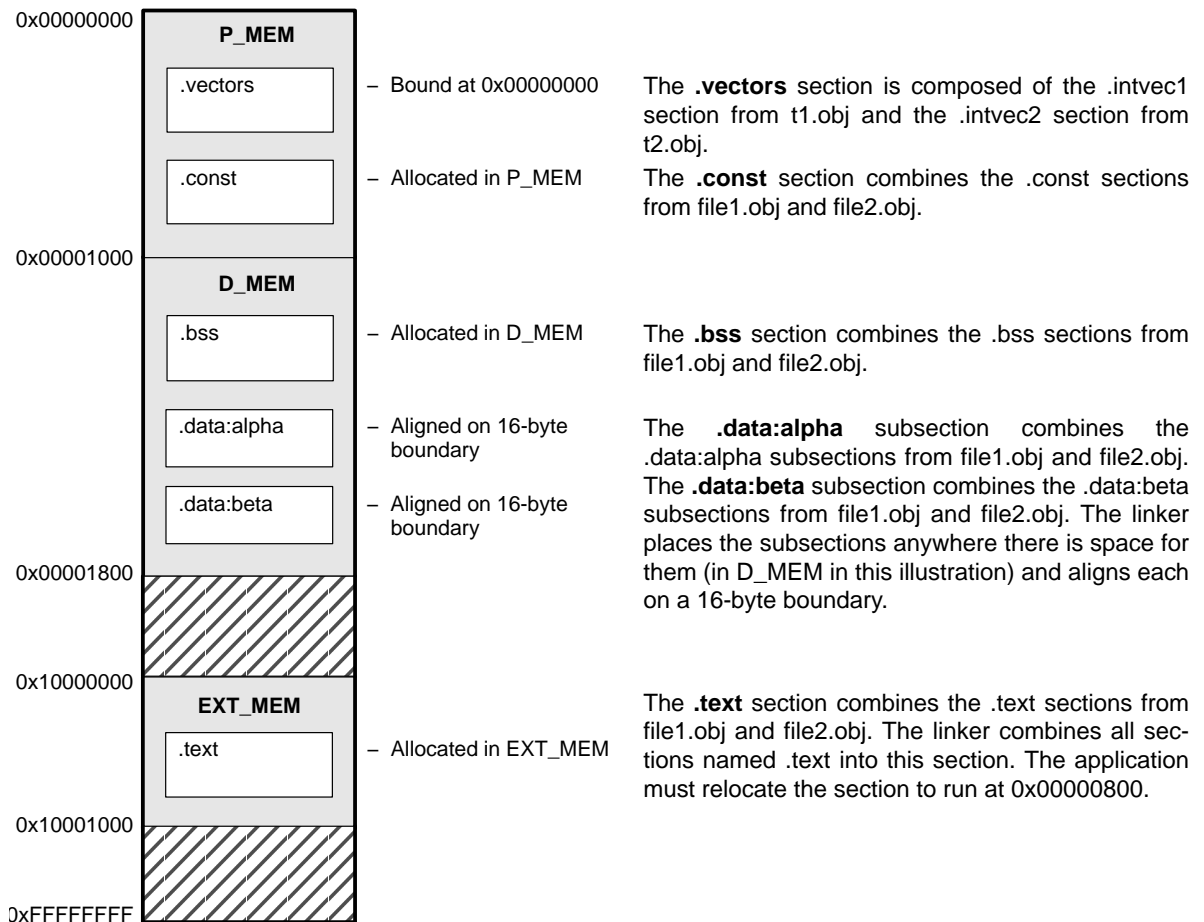 0x00000000
P_MEM
.vectors
– Bound at 0x00000000
The .vectors section is composed of the .intvec1
section from t1.obj and the .intvec2 section from
t2.obj.
.const
– Allocated in P_MEM
The .const section combines the .const sections
from file1.obj and file2.obj.
0x00001000
D_MEM
.bss
– Allocated in D_MEM
The .bss section combines the .bss sections from
file1.obj and file2.obj.
.data:alpha
– Aligned on 16-byte
boundary
The .data:alpha subsection combines the
.data:alpha subsections from file1.obj and file2.obj.
.data:beta
– Aligned on 16-byte
boundary
The .data:beta subsection combines the .data:beta
subsections from file1.obj and file2.obj. The linker
places the subsections anywhere there is space for
them (in D_MEM in this illustration) and aligns each
on a 16-byte boundary.
0x00001800
0x10000000
EXT_MEM
.text
– Allocated in EXT_MEM
The .text section combines the .text sections from
file1.obj and file2.obj. The linker combines all sec-
tions named .text into this section. The application
must relocate the section to run at 0x00000800.
0x10001000
0xFFFFFFFF